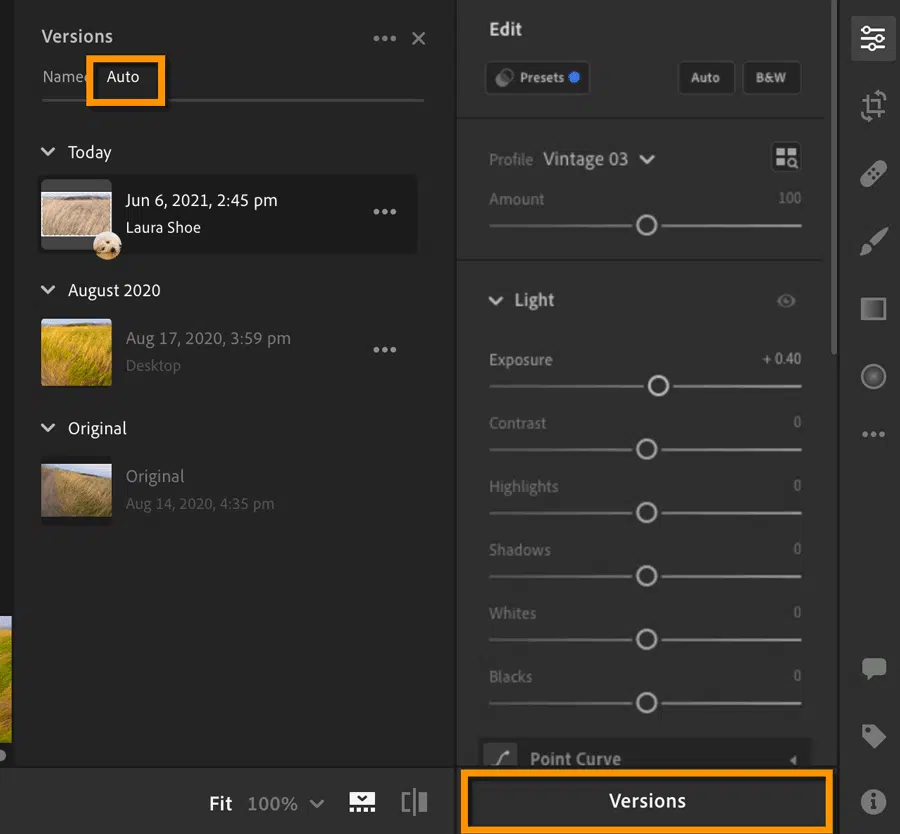 Versions
Named Auto
Today
Jun 6, 2021, 2:45 pm
Laura Shoe
August 2020
Aug 17, 2020, 3:59 pm
Desktop
Original
Original
Aug 14, 2020, 4:35 pm
Fit 100%
Edit
Presets Auto B&W
Profile Vintage 03
Amount 100
Light
Exposure + 0.40
Contrast 0
Highlights 0
Shadows 0
Whites 0
Blacks 0
Point Curve
Versions